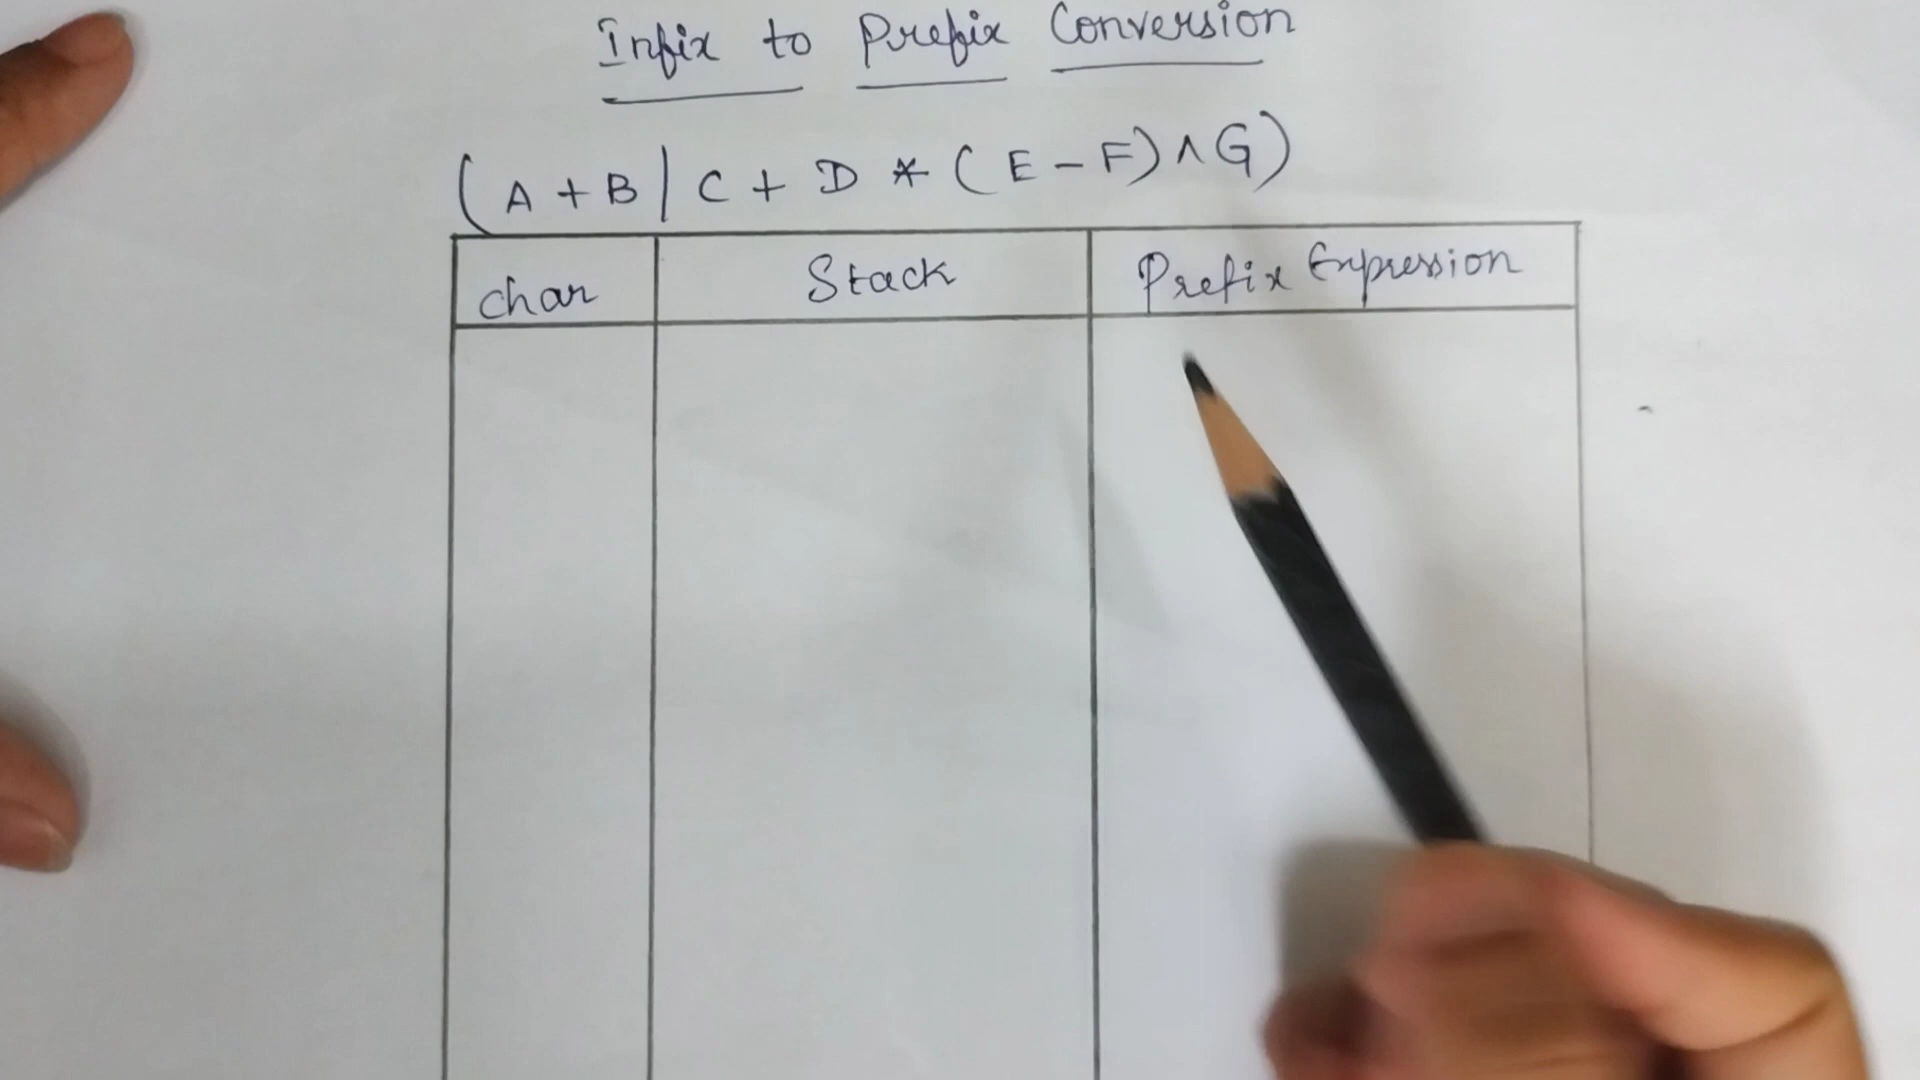 Infix to Prefix Conversion
(A + B / C + D * (E - F) ^ G)
char Stack Prefix Expression